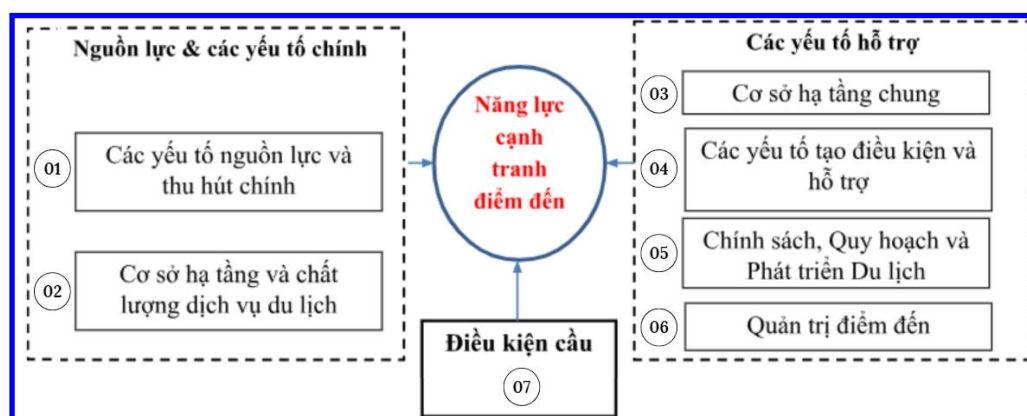 Nguồn lực & các yếu tố chính
01
Các yếu tố nguồn lực và
thu hút chính
02
Cơ sở hạ tầng và chất
lượng dịch vụ du lịch
Năng lực
cạnh
tranh
điểm đến
Điều kiện cầu
07
Các yếu tố hỗ trợ
03
Cơ sở hạ tầng chung
04
Các yếu tố tạo điều kiện và
hỗ trợ
05
Chính sách, Quy hoạch và
Phát triển Du lịch
06
Quản trị điểm đến